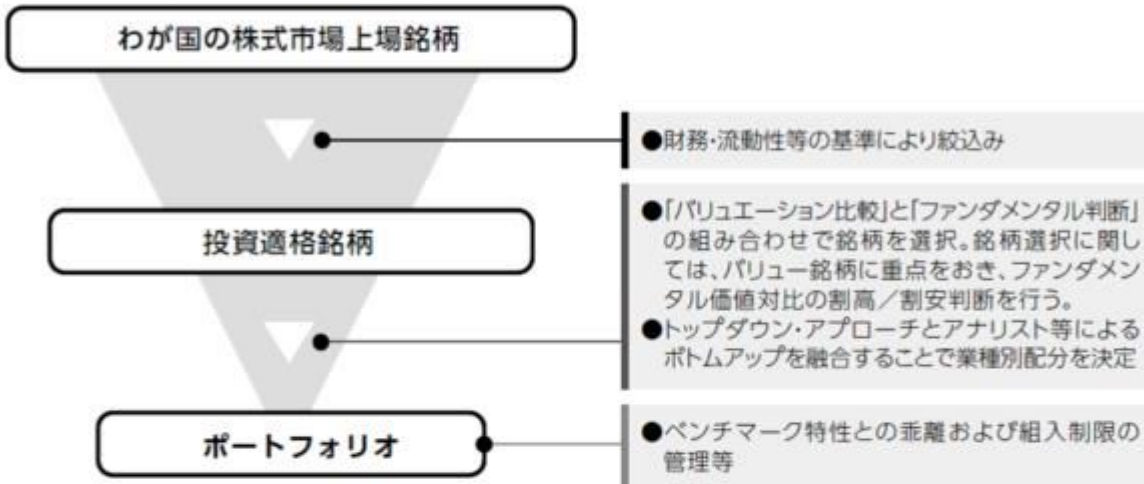 わが国の株式市場上場銘柄
●財務・流動性等の基準により絞込み
投資適格銘柄
●「バリュエーション比較」と「ファンダメンタル判断」
の組み合わせで銘柄を選択。銘柄選択に関し
ては、バリュー銘柄に重点をおき、ファンダメン
タル価値対比の割高／割安判断を行う。
●トップダウン・アプローチとアナリスト等による
ボトムアップを融合することで業種別配分を決定
ポートフォリオ
●ベンチマーク特性との乖離および組入制限の
管理等